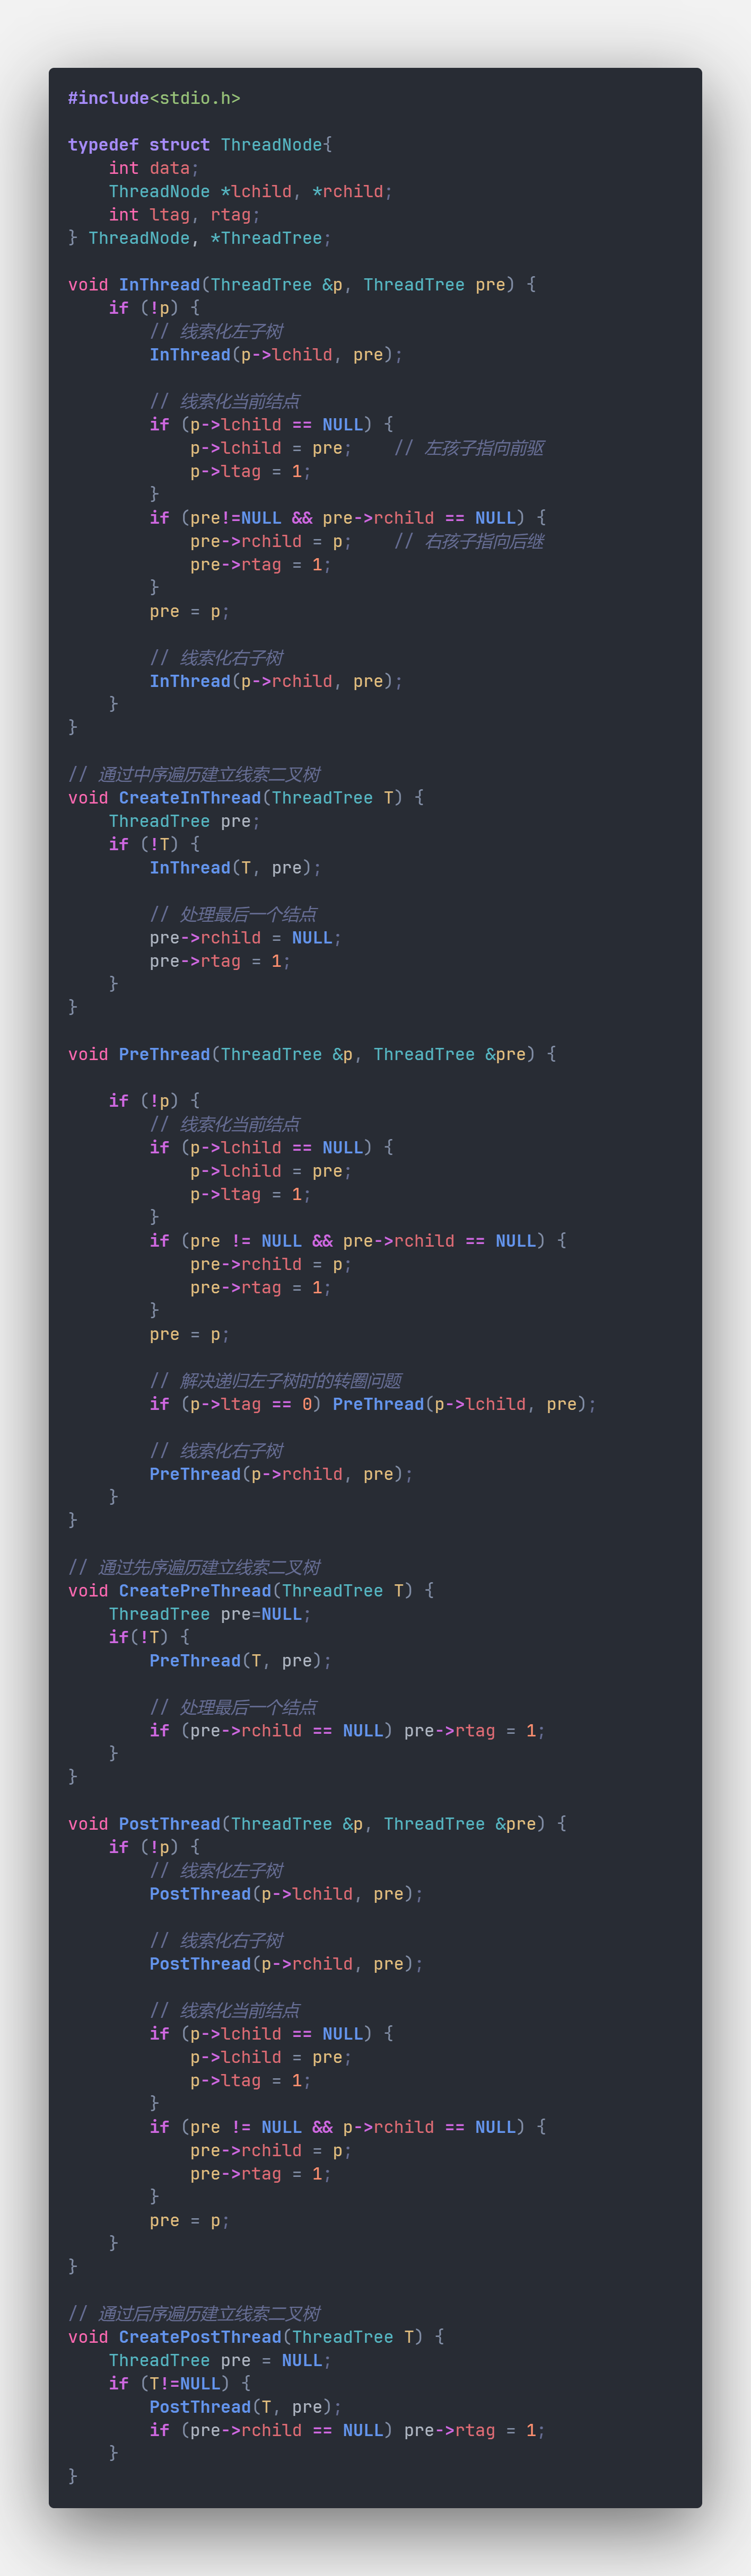 #include<stdio.h>
typedef struct ThreadNode{
    int data;
    ThreadNode *lchild, *rchild;
    int ltag, rtag;
} ThreadNode, *ThreadTree;
void InThread(ThreadTree &p, ThreadTree pre) {
    if (!p) {
        // 线索化左子树
        InThread(p->lchild, pre);
        // 线索化当前结点
        if (p->lchild == NULL) {
            p->lchild = pre;    // 左孩子指向前驱
            p->ltag = 1;
        }
        if (pre!=NULL && pre->rchild == NULL) {
            pre->rchild = p;    // 右孩子指向后继
            pre->rtag = 1;
        }
        pre = p;
        // 线索化右子树
        InThread(p->rchild, pre);
    }
}
// 通过中序遍历建立线索二叉树
void CreateInThread(ThreadTree T) {
    ThreadTree pre;
    if (!T) {
        InThread(T, pre);
        // 处理最后一个结点
        pre->rchild = NULL;
        pre->rtag = 1;
    }
}
void PreThread(ThreadTree &p, ThreadTree &pre) {
    if (!p) {
        // 线索化当前结点
        if (p->lchild == NULL) {
            p->lchild = pre;
            p->ltag = 1;
        }
        if (pre != NULL && pre->rchild == NULL) {
            pre->rchild = p;
            pre->rtag = 1;
        }
        pre = p;
        // 解决递归左子树时的转圈问题
        if (p->ltag == 0) PreThread(p->lchild, pre);
        // 线索化右子树
        PreThread(p->rchild, pre);
    }
}
// 通过先序遍历建立线索二叉树
void CreatePreThread(ThreadTree T) {
    ThreadTree pre=NULL;
    if(!T) {
        PreThread(T, pre);
        // 处理最后一个结点
        if (pre->rchild == NULL) pre->rtag = 1;
    }
}
void PostThread(ThreadTree &p, ThreadTree &pre) {
    if (!p) {
        // 线索化左子树
        PostThread(p->lchild, pre);
        // 线索化右子树
        PostThread(p->rchild, pre);
        // 线索化当前结点
        if (p->lchild == NULL) {
            p->lchild = pre;
            p->ltag = 1;
        }
        if (pre != NULL && p->rchild == NULL) {
            pre->rchild = p;
            pre->rtag = 1;
        }
        pre = p;
    }
}
// 通过后序遍历建立线索二叉树
void CreatePostThread(ThreadTree T) {
    ThreadTree pre = NULL;
    if (T!=NULL) {
        PostThread(T, pre);
        if (pre->rchild == NULL) pre->rtag = 1;
    }
}